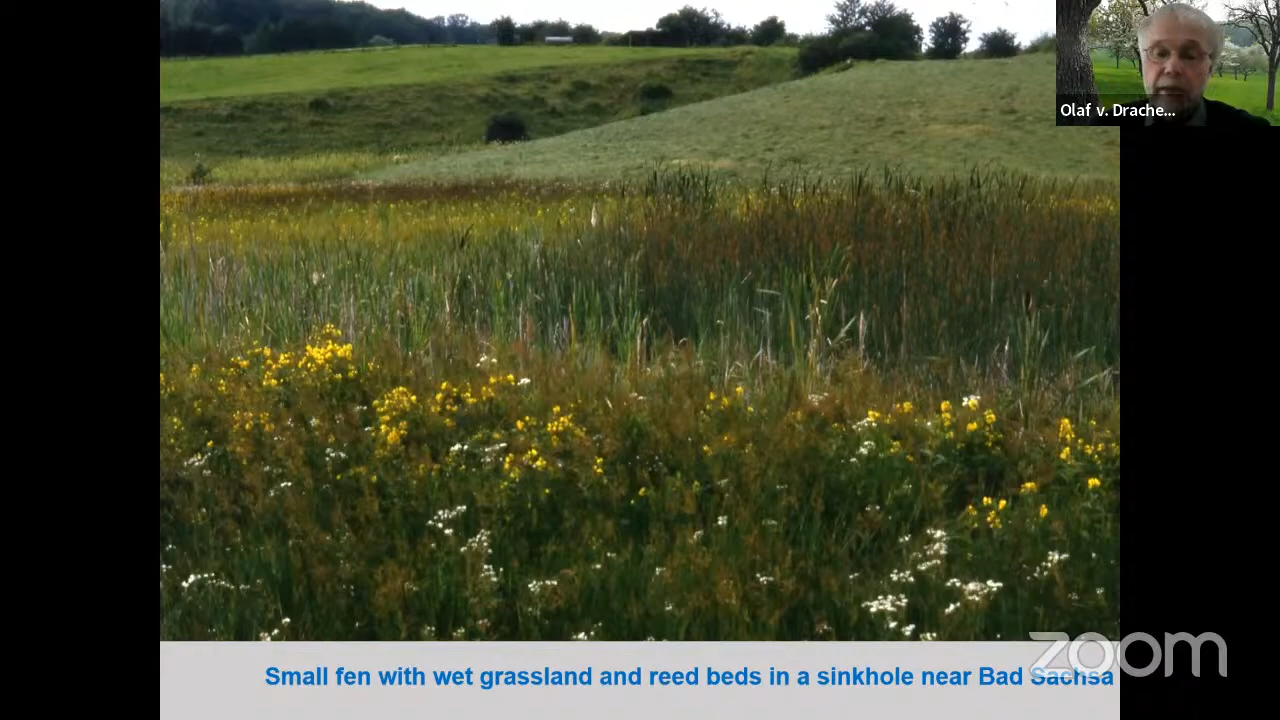 Olaf v. Drache...
Small fen with wet grassland and reed beds in a sinkhole near Bad Sachsa
zoom